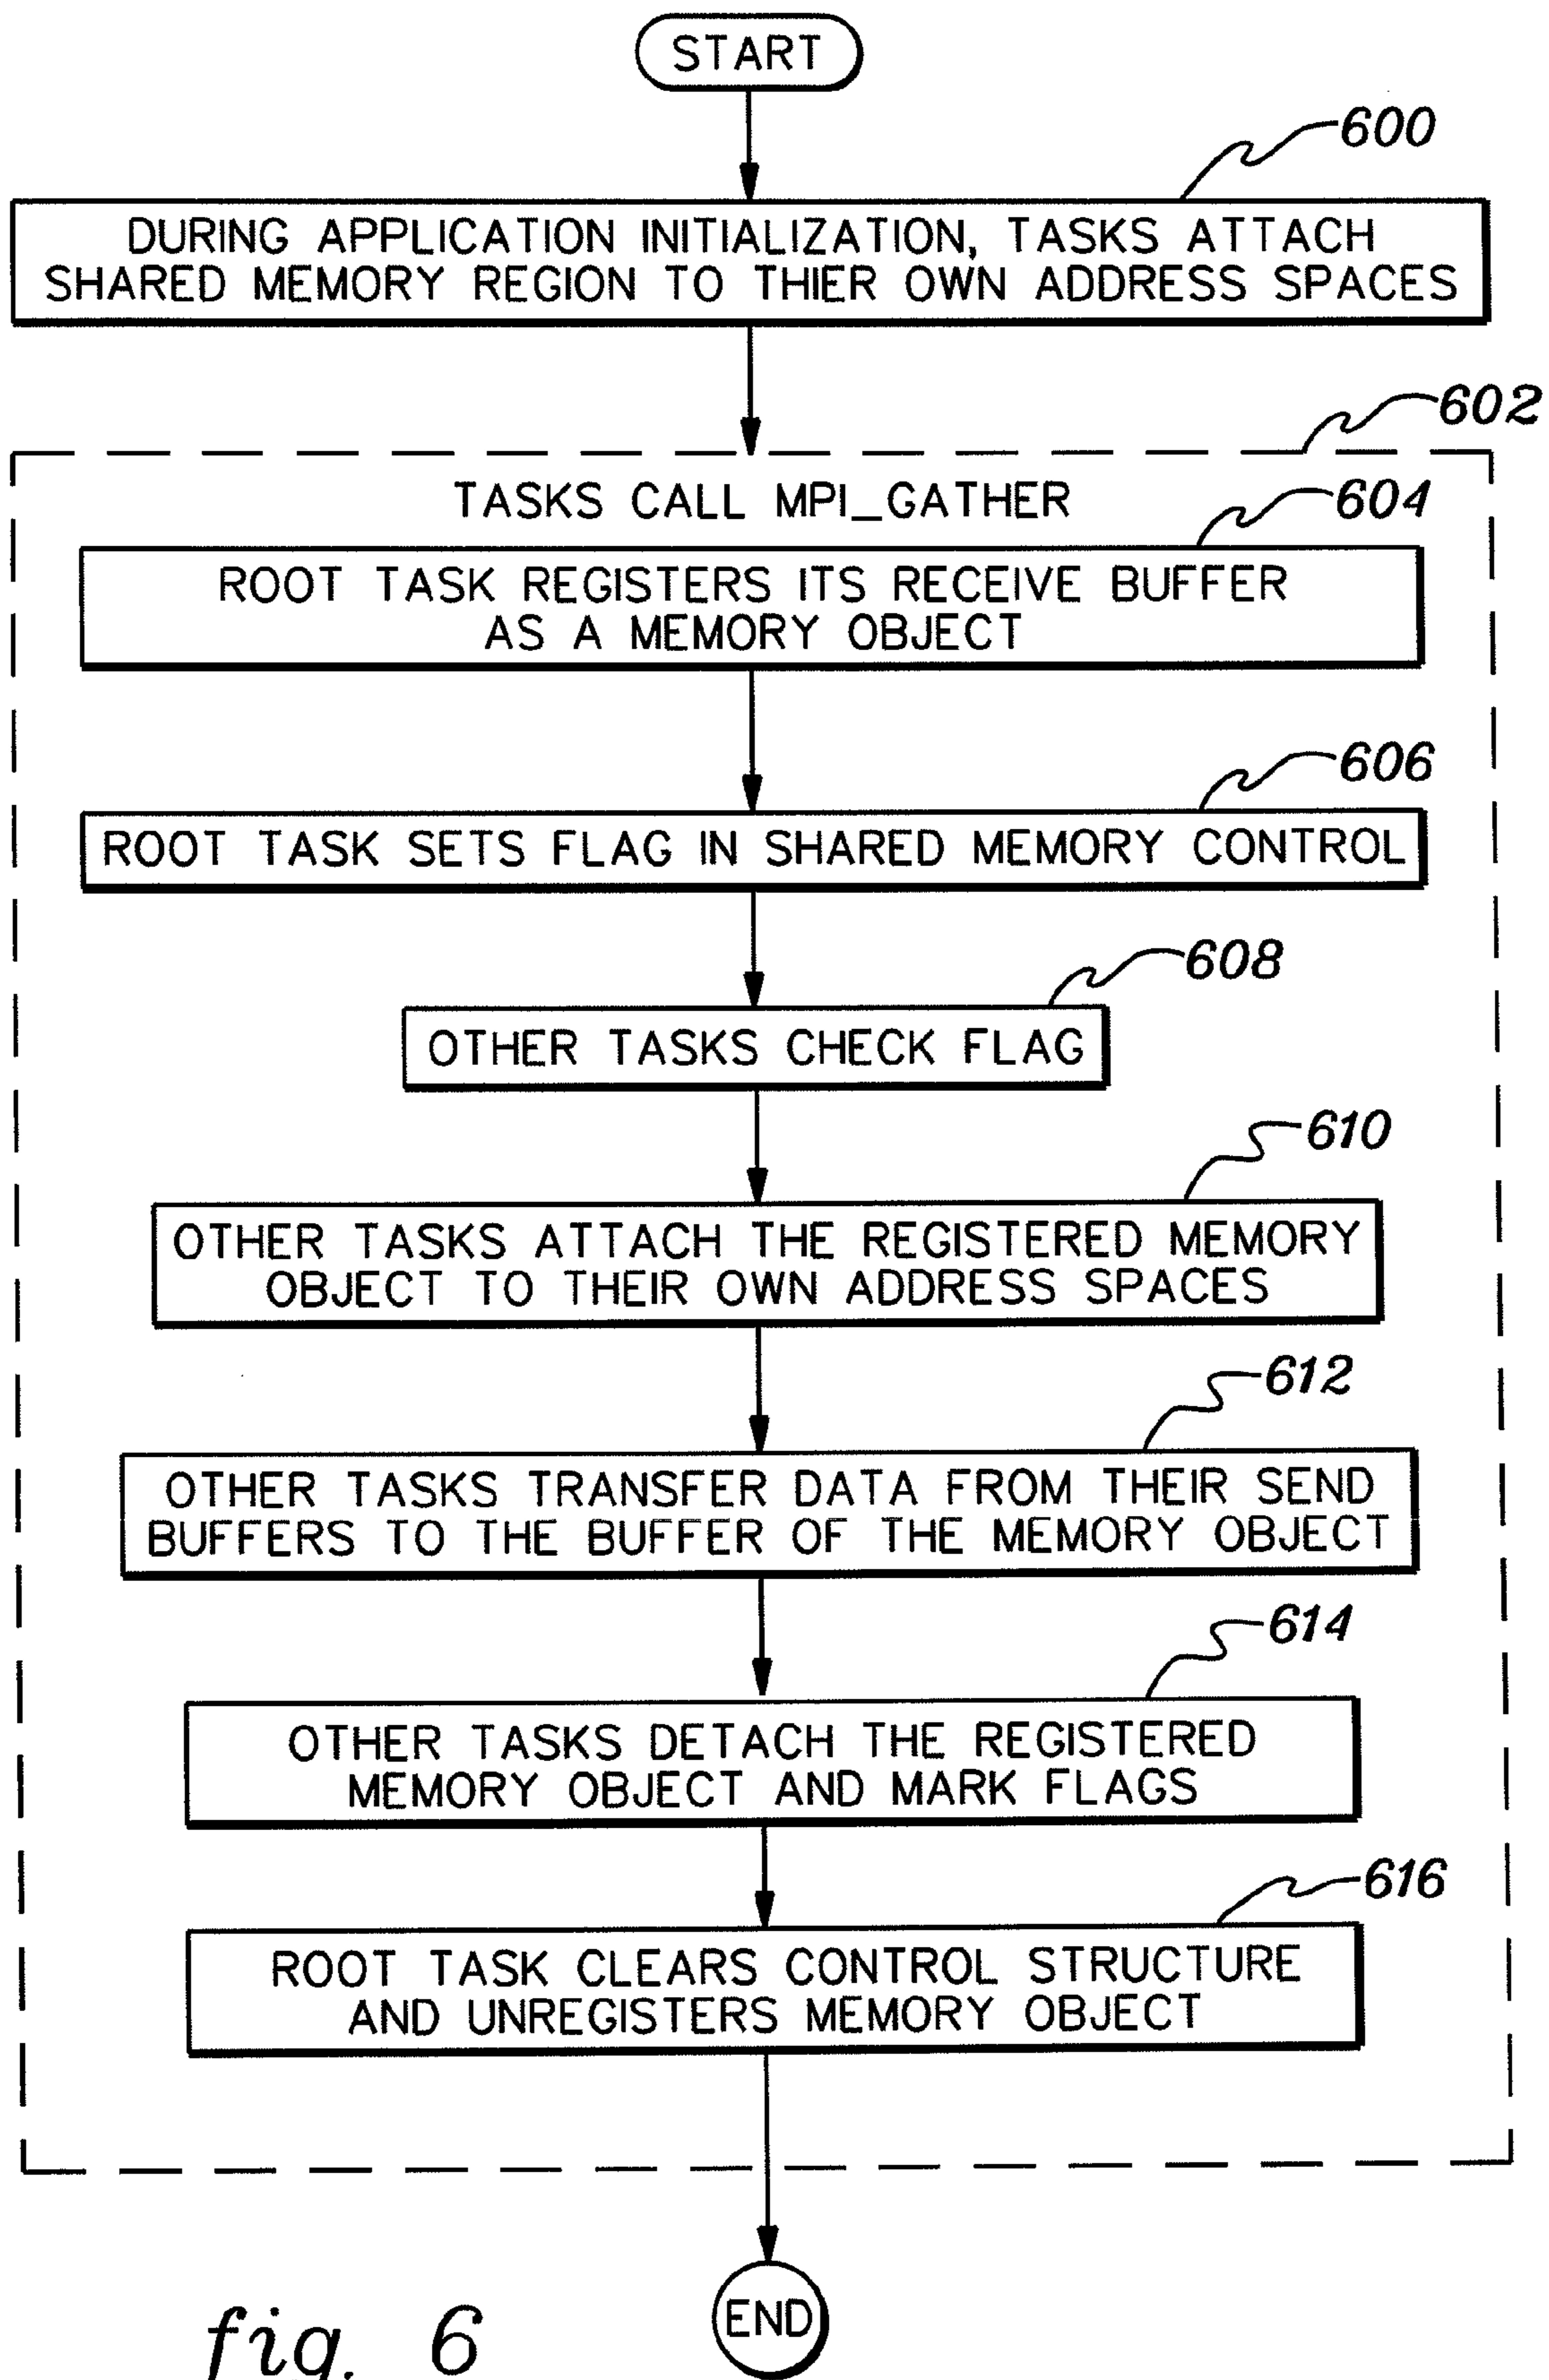 START
600
DURING APPLICATION INITIALIZATION, TASKS ATTACH
SHARED MEMORY REGION TO THIER OWN ADDRESS SPACES
602
TASKS CALL MPI_GATHER
604
ROOT TASK REGISTERS ITS RECEIVE BUFFER
AS A MEMORY OBJECT
606
ROOT TASK SETS FLAG IN SHARED MEMORY CONTROL
608
OTHER TASKS CHECK FLAG
610
OTHER TASKS ATTACH THE REGISTERED MEMORY
OBJECT TO THEIR OWN ADDRESS SPACES
612
OTHER TASKS TRANSFER DATA FROM THEIR SEND
BUFFERS TO THE BUFFER OF THE MEMORY OBJECT
614
OTHER TASKS DETACH THE REGISTERED
MEMORY OBJECT AND MARK FLAGS
616
ROOT TASK CLEARS CONTROL STRUCTURE
AND UNREGISTERS MEMORY OBJECT
END
fig. 6